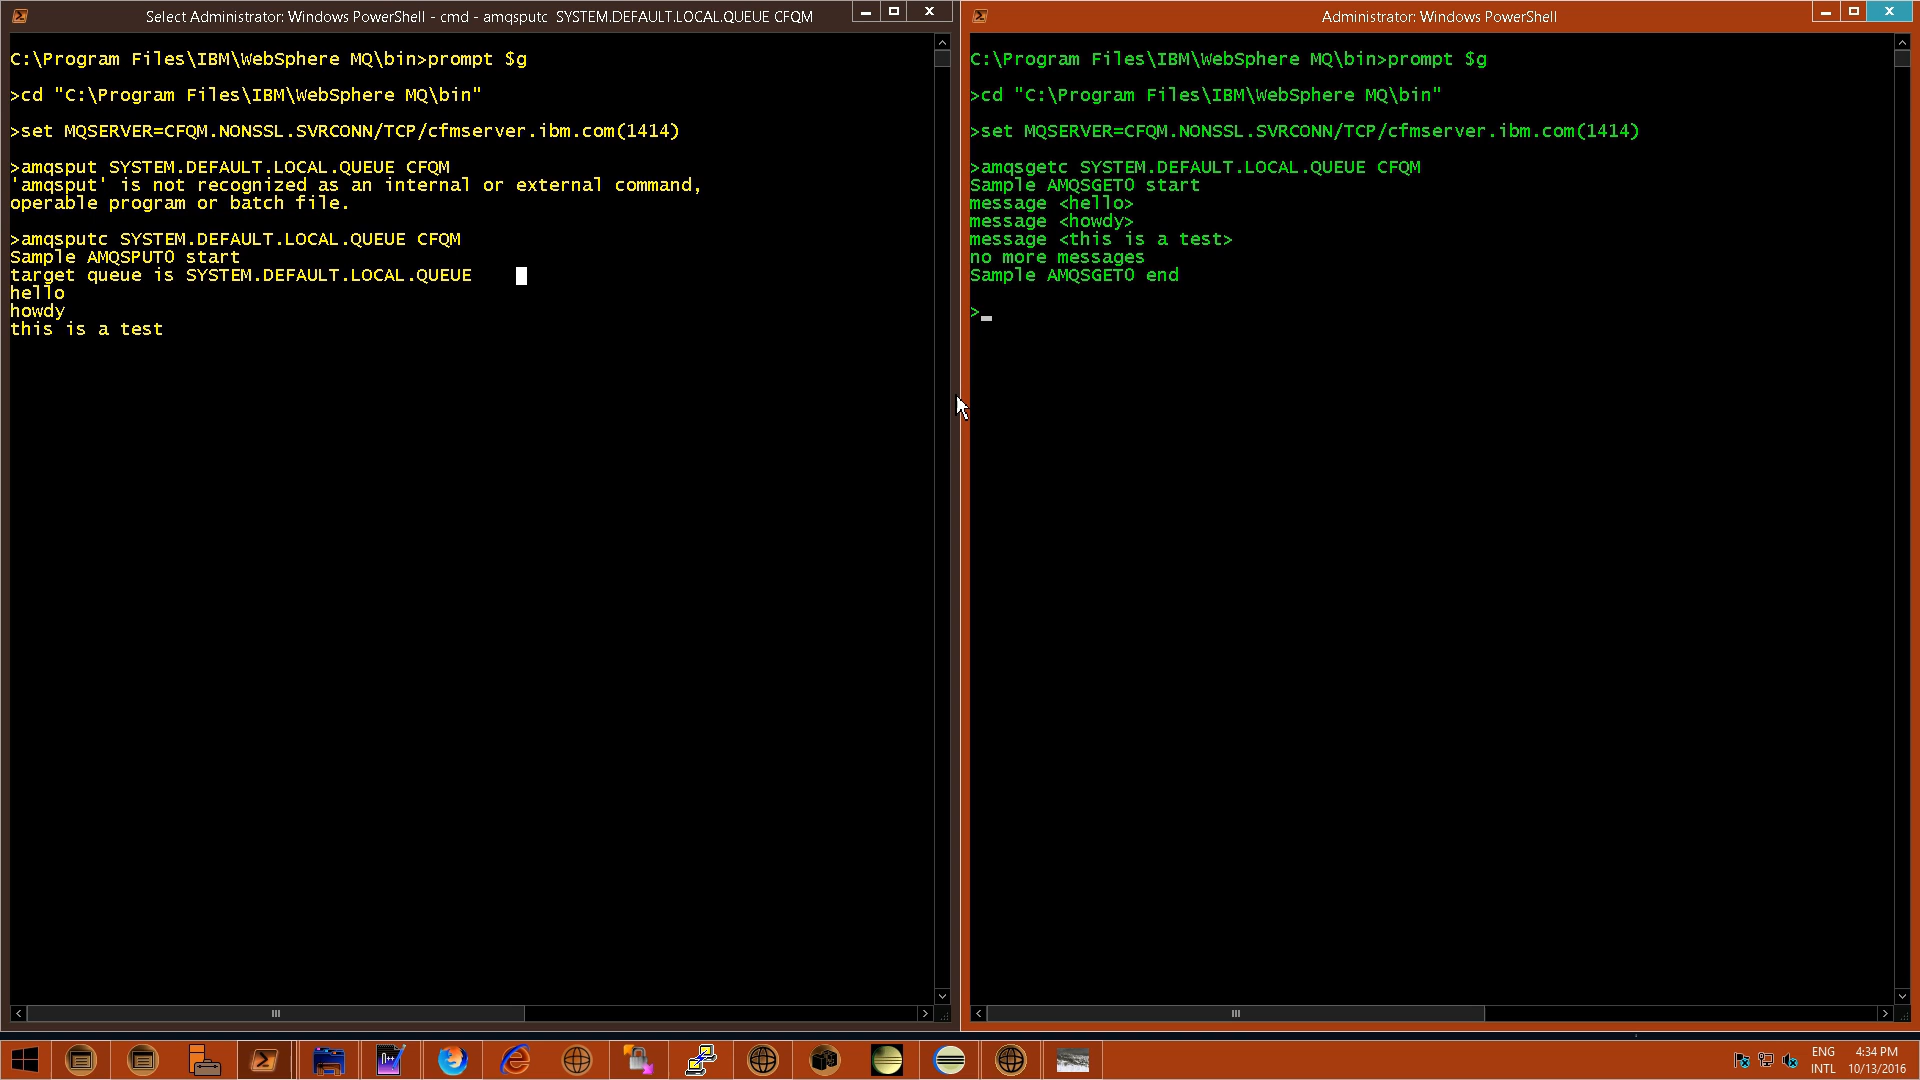 Select Administrator: Windows PowerShell - cmd - amqsputc  SYSTEM.DEFAULT.LOCAL.QUEUE CFQM
C:\Program Files\IBM\WebSphere MQ\bin>prompt $g
>cd "C:\Program Files\IBM\WebSphere MQ\bin"
>set MQSERVER=CFQM.NONSSL.SVRCONN/TCP/cfmserver.ibm.com(1414)
>amqsput SYSTEM.DEFAULT.LOCAL.QUEUE CFQM
'amqsput' is not recognized as an internal or external command,
operable program or batch file.
>amqsputc SYSTEM.DEFAULT.LOCAL.QUEUE CFQM
Sample AMQSPUT0 start
target queue is SYSTEM.DEFAULT.LOCAL.QUEUE
hello
howdy
this is a test
Administrator: Windows PowerShell
C:\Program Files\IBM\WebSphere MQ\bin>prompt $g
>cd "C:\Program Files\IBM\WebSphere MQ\bin"
>set MQSERVER=CFQM.NONSSL.SVRCONN/TCP/cfmserver.ibm.com(1414)
>amqsgetc SYSTEM.DEFAULT.LOCAL.QUEUE CFQM
Sample AMQSGET0 start
message <hello>
message <howdy>
message <this is a test>
no more messages
Sample AMQSGET0 end
>
ENG
INTL
4:34 PM
10/13/2016